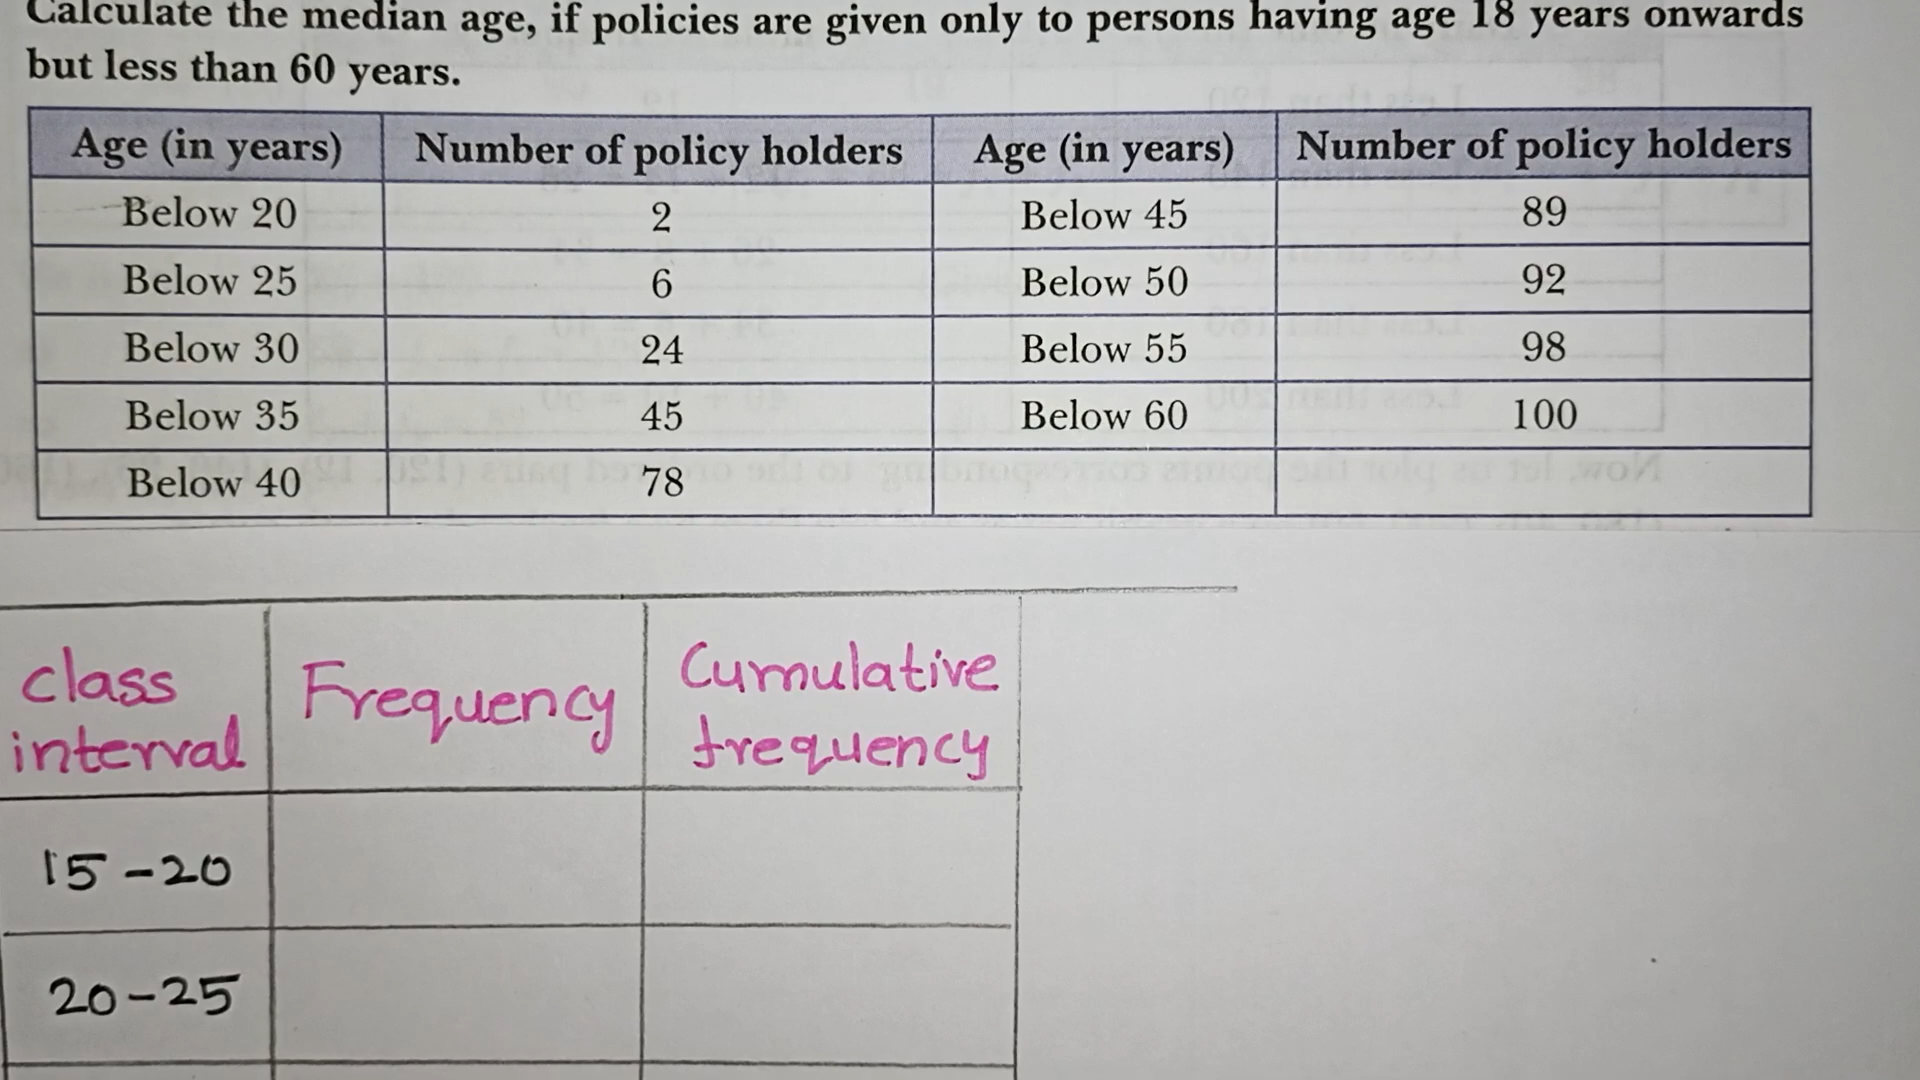 Calculate the median age, if policies are given only to persons having age 18 years onwards
but less than 60 years.
Age (in years) Number of policy holders Age (in years) Number of policy holders
Below 20 2 Below 45 89
Below 25 6 Below 50 92
Below 30 24 Below 55 98
Below 35 45 Below 60 100
Below 40 78
class interval Frequency Cumulative frequency
15-20
20-25